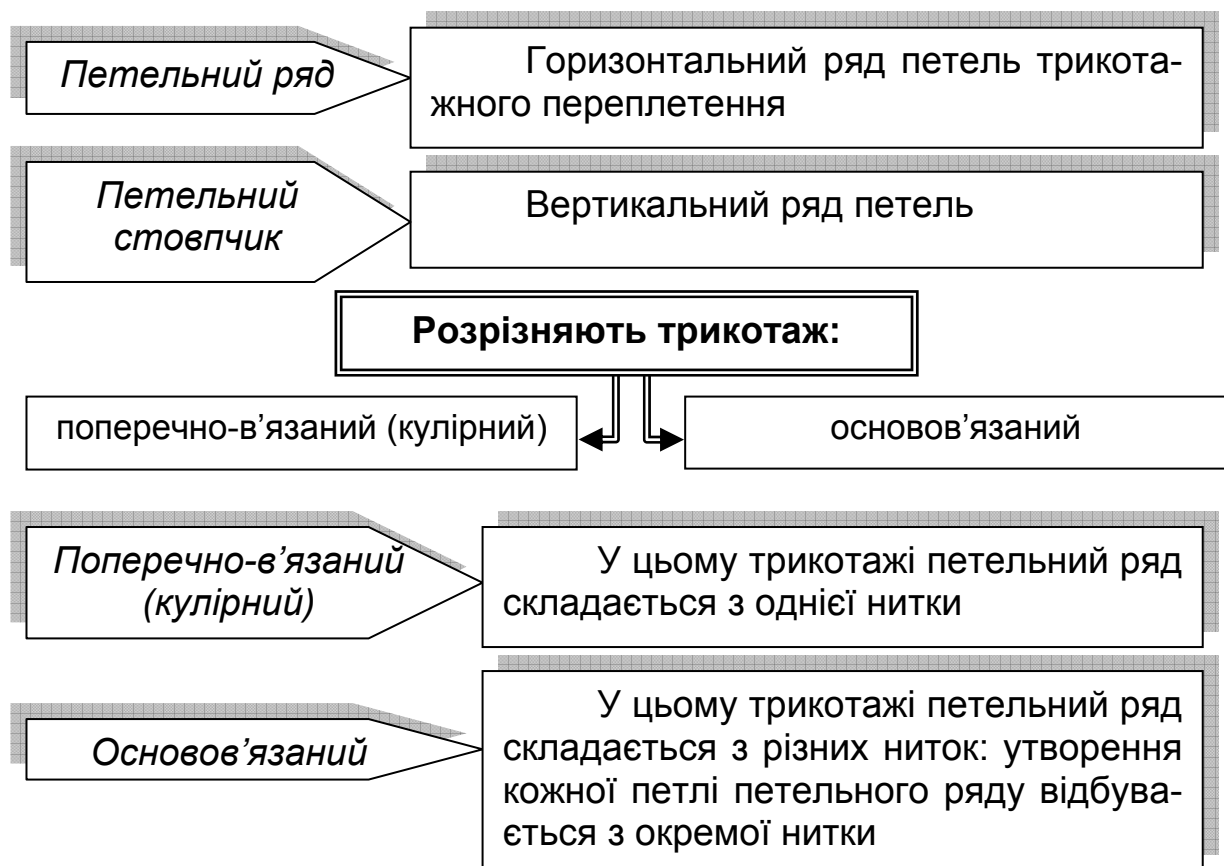 Петельний ряд
Горизонтальний ряд петель трикота-
жного переплетення
Петельний
стовпчик
Вертикальний ряд петель
Розрізняють трикотаж:
поперечно-в’язаний (кулірний)
основов’язаний
Поперечно-в’язаний
(кулірний)
У цьому трикотажі петельний ряд
складається з однієї нитки
Основов’язаний
У цьому трикотажі петельний ряд
складається з різних ниток: утворення
кожної петлі петельного ряду відбува-
ється з окремої нитки